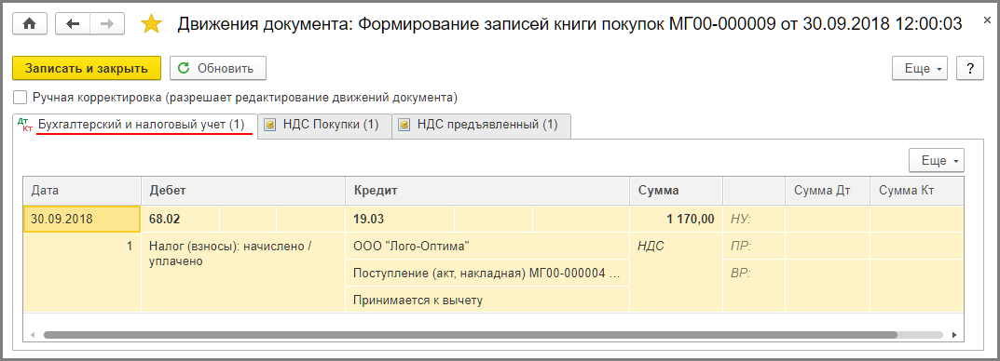 Движения документа: Формирование записей книги покупок МГ00-000009 от 30.09.2018 12:00:03
Записать и закрыть Обновить Еще ?
Ручная корректировка (разрешает редактирование движений документа)
Дт Кт Бухгалтерский и налоговый учет (1) НДС Покупки (1) НДС предъявленный (1)
Еще
Дата Дебет Кредит Сумма Сумма Дт Сумма Кт
30.09.2018 68.02 19.03 1 170,00 НУ:
1 Налог (взносы): начислено / ООО "Лого-Оптима" НДС ПР:
уплачено
Поступление (акт, накладная) МГ00-000004 ... ВР:
Принимается к вычету